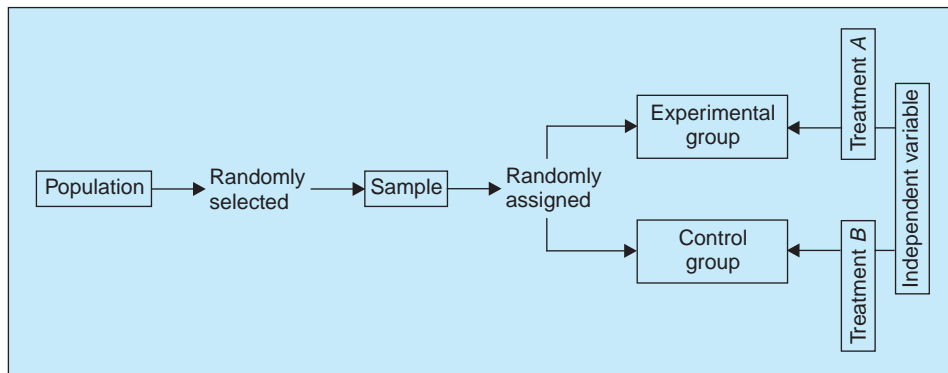 Population
Randomly
selected
Sample
Randomly
assigned
Experimental
group
Control
group
Treatment A
Treatment B
Independent variable